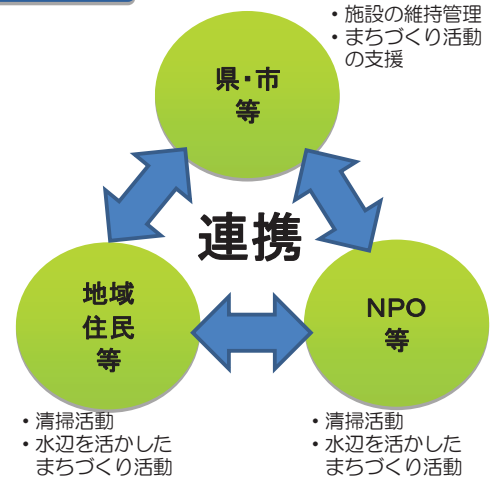 ・施設の維持管理
・まちづくり活動
の支援
県・市
等
連携
地域
住民
等
NPO
等
・清掃活動
・水辺を活かした
まちづくり活動
・清掃活動
・水辺を活かした
まちづくり活動